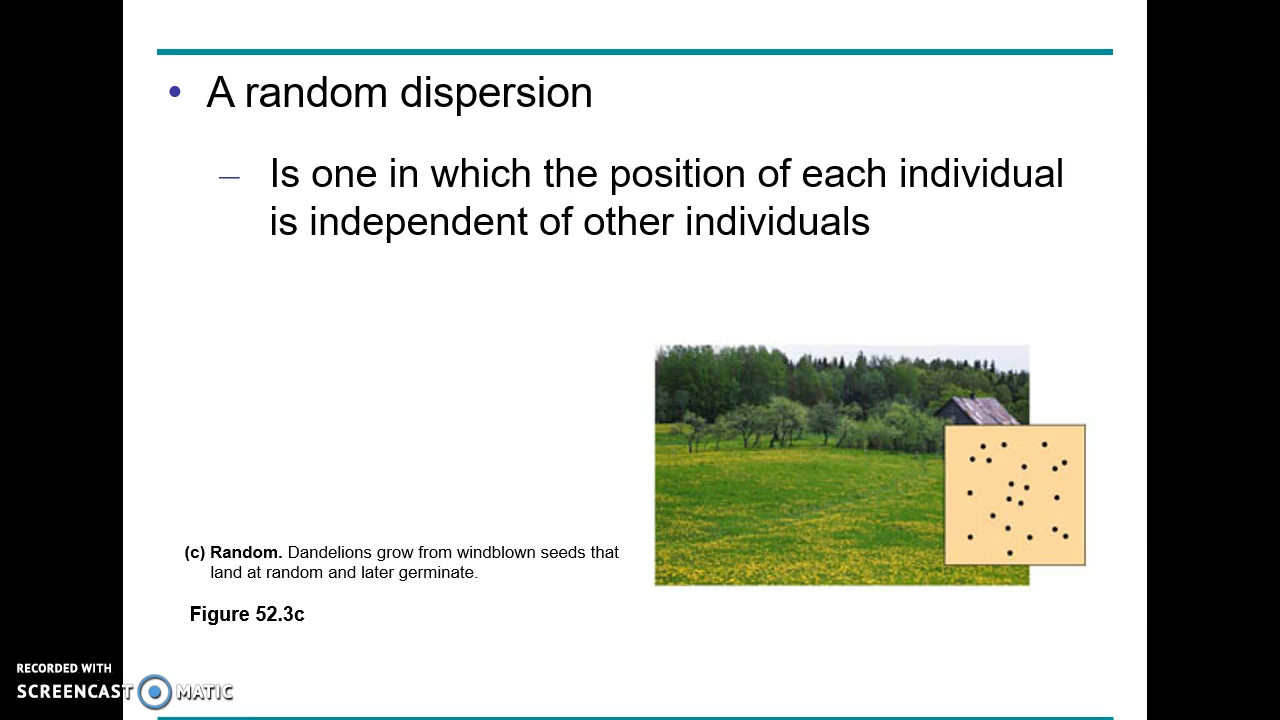 • A random dispersion
– Is one in which the position of each individual
is independent of other individuals
(c) Random. Dandelions grow from windblown seeds that
land at random and later germinate.
Figure 52.3c
RECORDED WITH
SCREENCAST MATIC